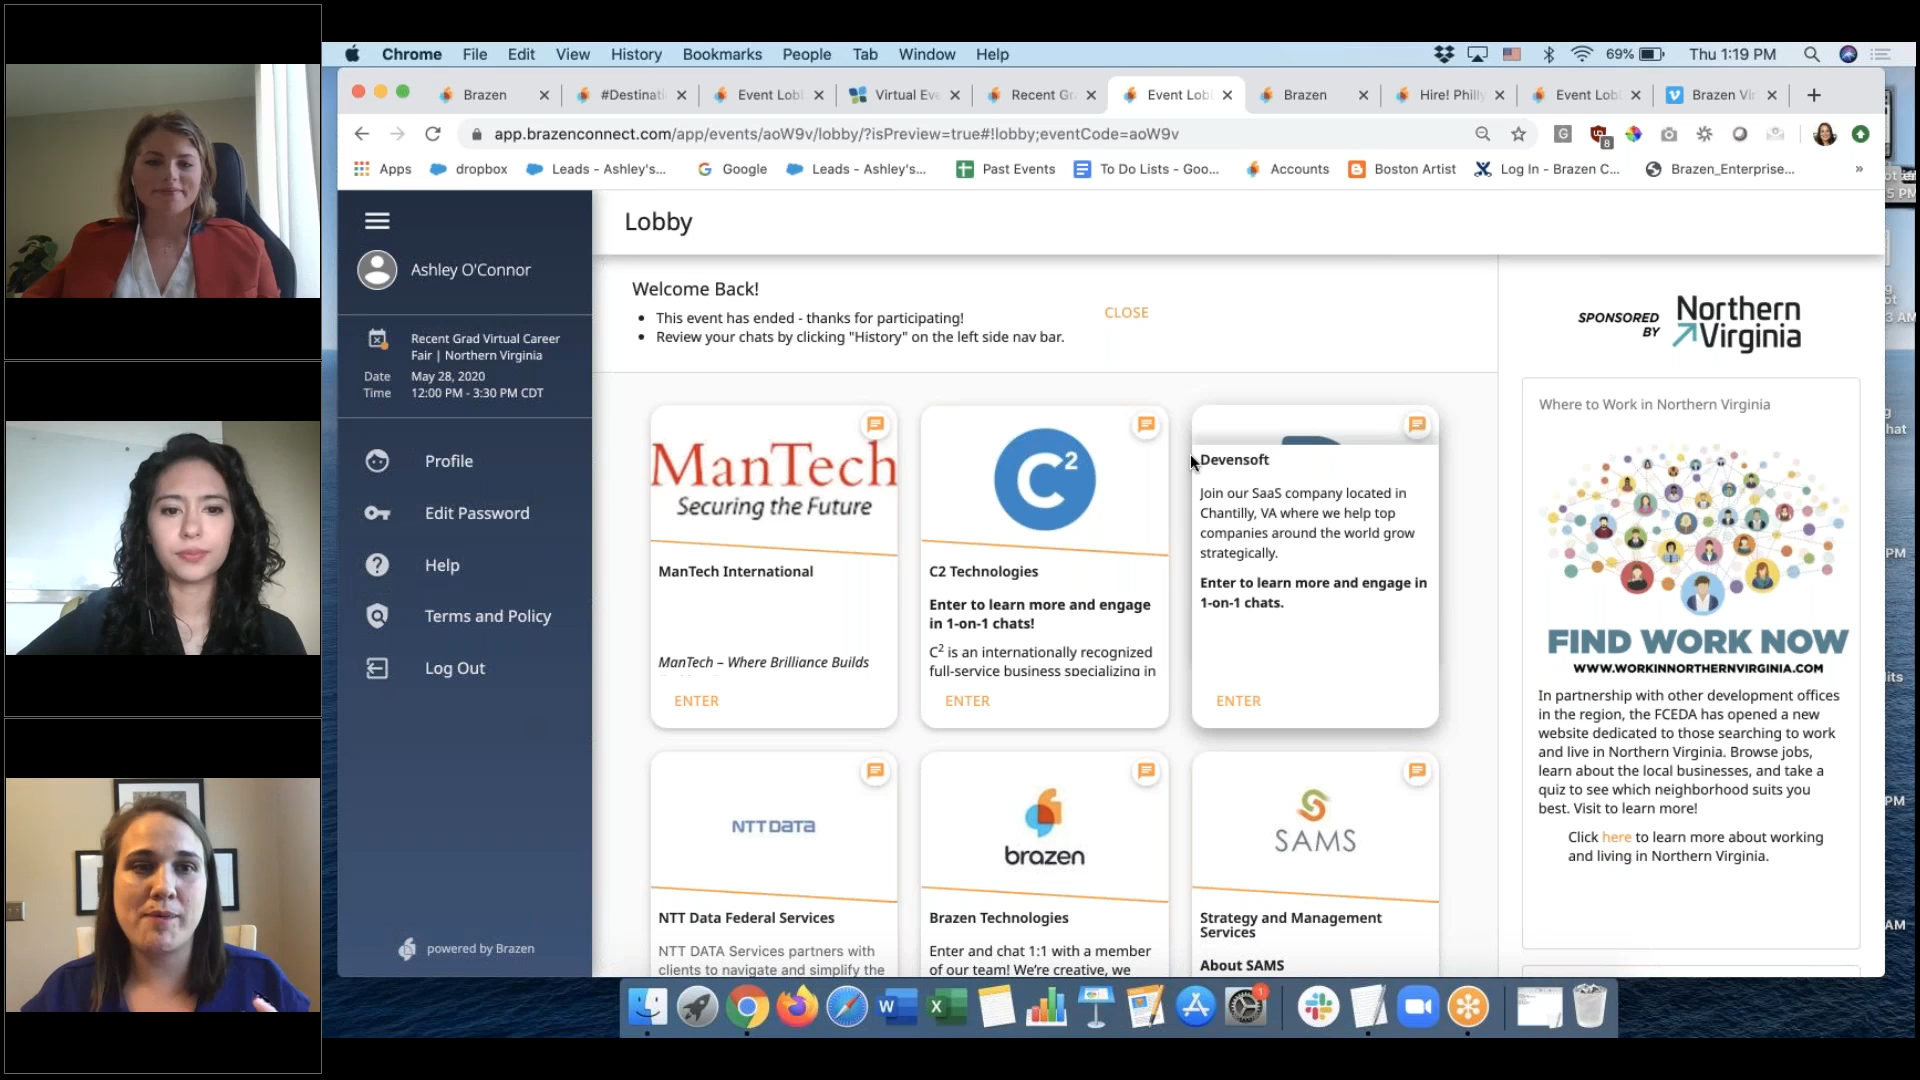 Chrome File Edit View History Bookmarks People Tab Window Help
69% Thu 1:19 PM
Brazen
#Destinati
Event Lobl
Virtual Eve
Recent Gr
Event Lob
Brazen
Hire! Philly
Event Lob
Brazen Vir
app.brazenconnect.com/app/events/aoW9v/lobby/?isPreview=true#!lobby;eventCode=aoW9v
G
8
Apps
dropbox
Leads - Ashley's...
Google
Leads - Ashley's...
Past Events
To Do Lists - Goo...
Accounts
Boston Artist
Log In - Brazen C...
Brazen_Enterprise...
»
Ashley O'Connor
Recent Grad Virtual Career
Fair | Northern Virginia
Date May 28, 2020
Time 12:00 PM - 3:30 PM CDT
Profile
Edit Password
Help
Terms and Policy
Log Out
powered by Brazen
Lobby
Welcome Back!
• This event has ended - thanks for participating!
• Review your chats by clicking "History" on the left side nav bar.
CLOSE
ManTech
Securing the Future
ManTech International
ManTech – Where Brilliance Builds
ENTER
C2
C2 Technologies
Enter to learn more and engage
in 1-on-1 chats!
C2 is an internationally recognized
full-service business specializing in
ENTER
Devensoft
Join our SaaS company located in
Chantilly, VA where we help top
companies around the world grow
strategically.
Enter to learn more and engage in
1-on-1 chats.
ENTER
NTT DATA
NTT Data Federal Services
NTT DATA Services partners with
clients to navigate and simplify the
brazen
Brazen Technologies
Enter and chat 1:1 with a member
of our team! We're creative, we
SAMS
Strategy and Management
Services
About SAMS
SPONSORED
BY
Northern
Virginia
Where to Work in Northern Virginia
FIND WORK NOW
WWW.WORKINNORTHERNVIRGINIA.COM
In partnership with other development offices
in the region, the FCEDA has opened a new
website dedicated to those searching to work
and live in Northern Virginia. Browse jobs,
learn about the local businesses, and take a
quiz to see which neighborhood suits you
best. Visit to learn more!
Click here to learn more about working
and living in Northern Virginia.
W
X
1